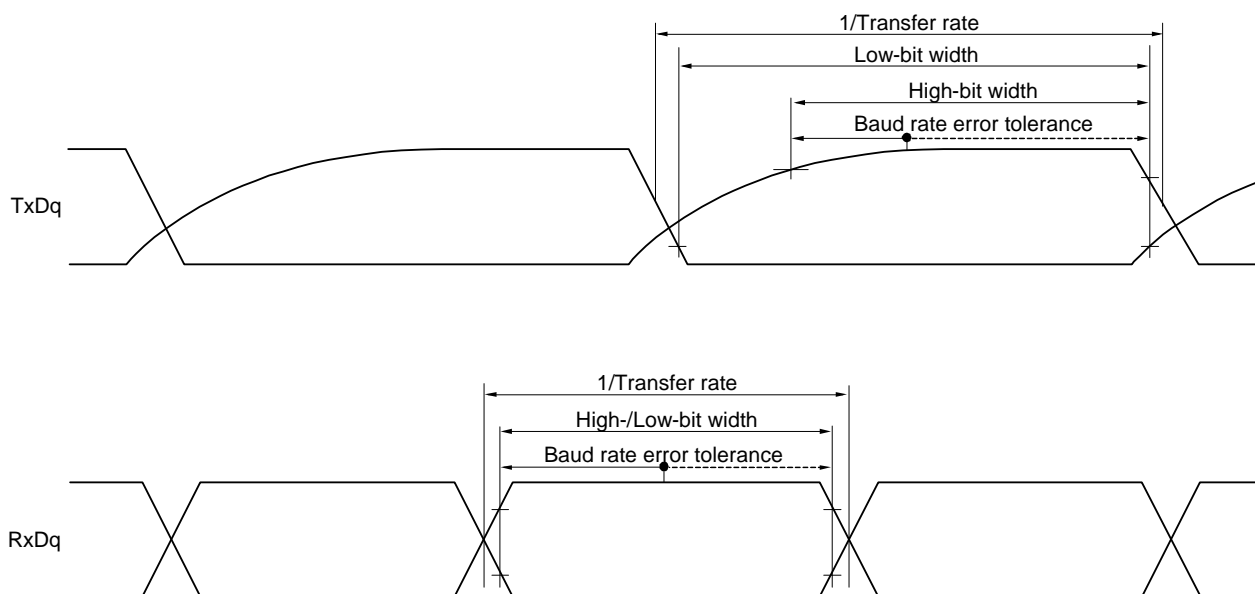 1/Transfer rate
Low-bit width
High-bit width
Baud rate error tolerance
TxDq
1/Transfer rate
High-/Low-bit width
Baud rate error tolerance
RxDq